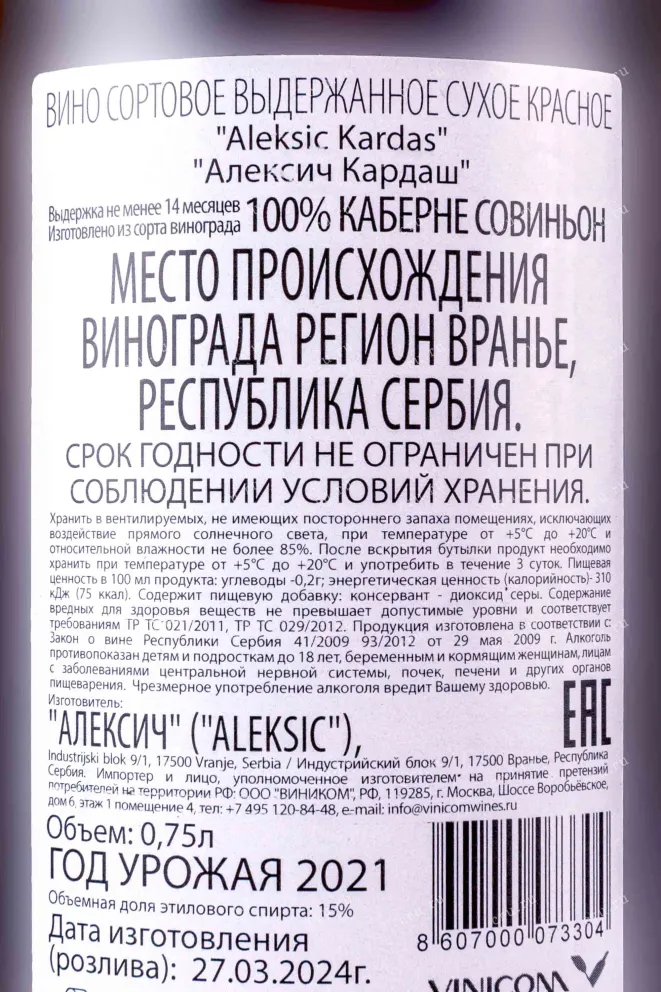 ВИНО СОРТОВОЕ ВЫДЕРЖАННОЕ СУХОЕ КРАСНОЕ
"Aleksic Kardas"
"Алексич Кардаш"
Выдержка не менее 14 месяцев
Изготовлено из сорта винограда 100% КАБЕРНЕ СОВИНЬОН
МЕСТО ПРОИСХОЖДЕНИЯ
ВИНОГРАДА РЕГИОН ВРАНЬЕ,
РЕСПУБЛИКА СЕРБИЯ.
СРОК ГОДНОСТИ НЕ ОГРАНИЧЕН ПРИ
СОБЛЮДЕНИИ УСЛОВИЙ ХРАНЕНИЯ.
Хранить в вентилируемых, не имеющих постороннего запаха помещениях, исключающих
воздействие прямого солнечного света, при температуре от +5°С до +20°С и
относительной влажности не более 85%. После вскрытия бутылки продукт необходимо
хранить при температуре от +5°С до +20°С и употребить в течение 3 суток. Пищевая
ценность в 100 мл продукта: углеводы -0,2г; энергетическая ценность (калорийность)- 310
кДж (75 ккал). Содержит пищевую добавку: консервант - диоксид серы. Содержание
вредных для здоровья веществ не превышает допустимые уровни и соответствует
требованиям ТР ТС 021/2011, ТР ТС 029/2012. Продукция изготовлена в соответствии с:
Закон о вине Республики Сербия 41/2009 93/2012 от 29 мая 2009 г. Алкоголь
противопоказан детям и подросткам до 18 лет, беременным и кормящим женщинам, лицам
с заболеваниями центральной нервной системы, почек, печени и других органов
пищеварения. Чрезмерное употребление алкоголя вредит Вашему здоровью.
Изготовитель:
"АЛЕКСИЧ" ("ALEKSIC"),
EAC
Industrijski blok 9/1, 17500 Vranje, Serbia / Индустрийский блок 9/1, 17500 Вранье, Республика
Сербия. Импортер и лицо, уполномоченное изготовителем на принятие претензий
потребителей на территории РФ: ООО "ВИНИКОМ", РФ, 119285, г. Москва, Шоссе Воробьёвское,
дом 6, этаж 1 помещение 4, тел: +7 495 120-84-48, e-mail: info@vinicomwines.ru
Объем: 0,75л
ГОД УРОЖАЯ 2021
Объемная доля этилового спирта: 15%
Дата изготовления
(розлива): 27.03.2024г.
8 607000 073304
VINICOM